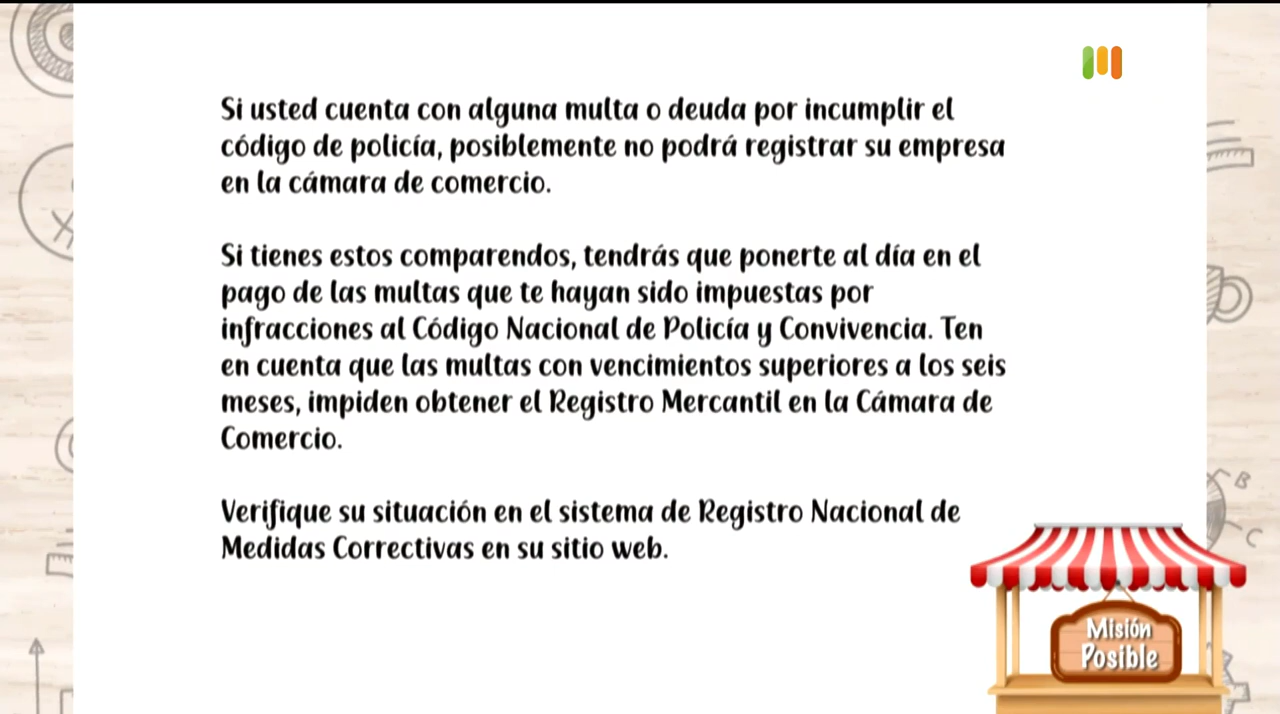 Si usted cuenta con alguna multa o deuda por incumplir el
código de policía, posiblemente no podrá registrar su empresa
en la cámara de comercio.
Si tienes estos comparendos, tendrás que ponerte al día en el
pago de las multas que te hayan sido impuestas por
infracciones al Código Nacional de Policía y Convivencia. Ten
en cuenta que las multas con vencimientos superiores a los seis
meses, impiden obtener el Registro Mercantil en la Cámara de
Comercio.
Verifique su situación en el sistema de Registro Nacional de
Medidas Correctivas en su sitio web.
B
C
Misión
Posible